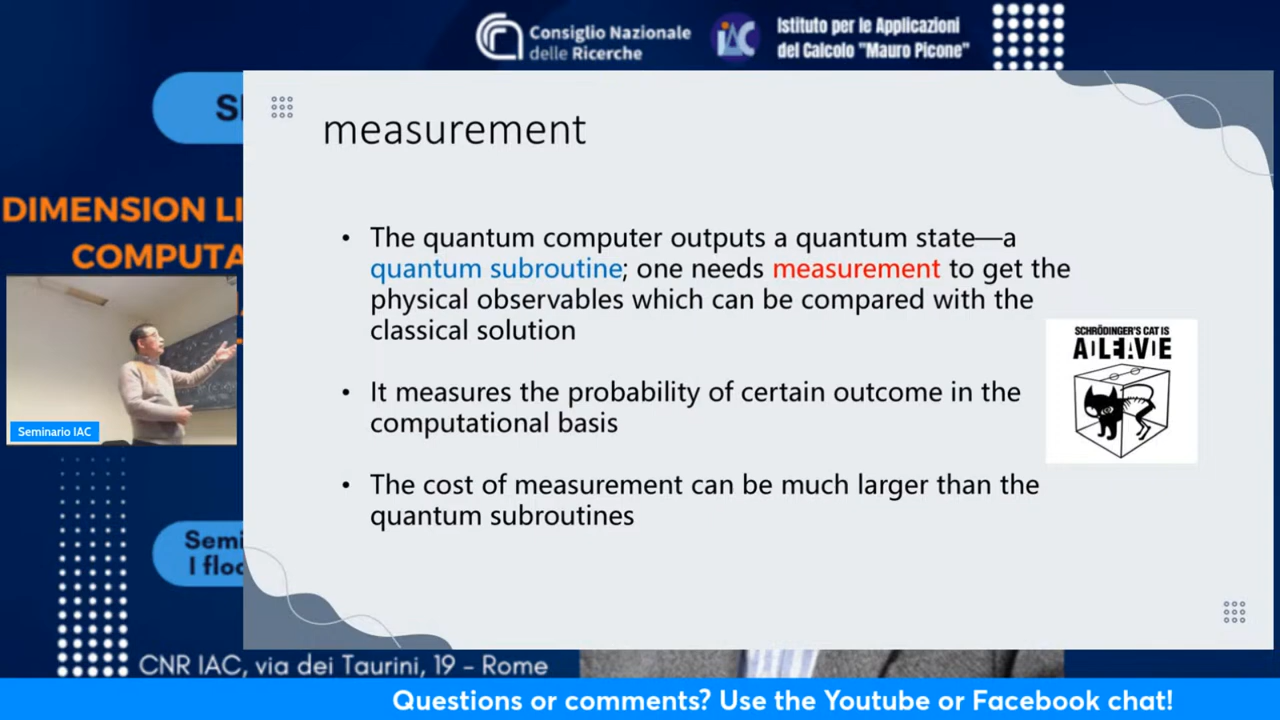 Consiglio Nazionale
delle Ricerche
IAC
Istituto per le Applicazioni
del Calcolo "Mauro Picone"
DIMENSION
measurement
• The quantum computer outputs a quantum state—a
quantum subroutine; one needs measurement to get the
physical observables which can be compared with the
classical solution
• It measures the probability of certain outcome in the
computational basis
• The cost of measurement can be much larger than the
quantum subroutines
SCHRÖDINGER'S CAT IS
Seminario IAC
CNR IAC, via dei Taurini, 19 - Rome
Questions or comments? Use the Youtube or Facebook chat!